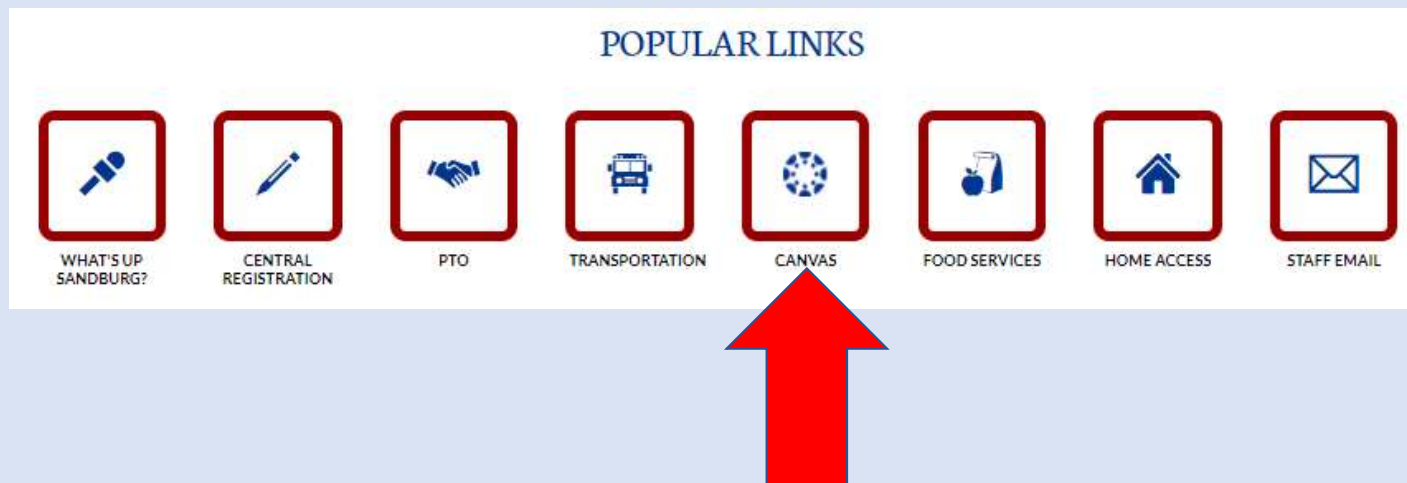 POPULAR LINKS
WHAT'S UP
SANDBURG?
CENTRAL
REGISTRATION
PTO
TRANSPORTATION
CANVAS
FOOD SERVICES
HOME ACCESS
STAFF EMAIL